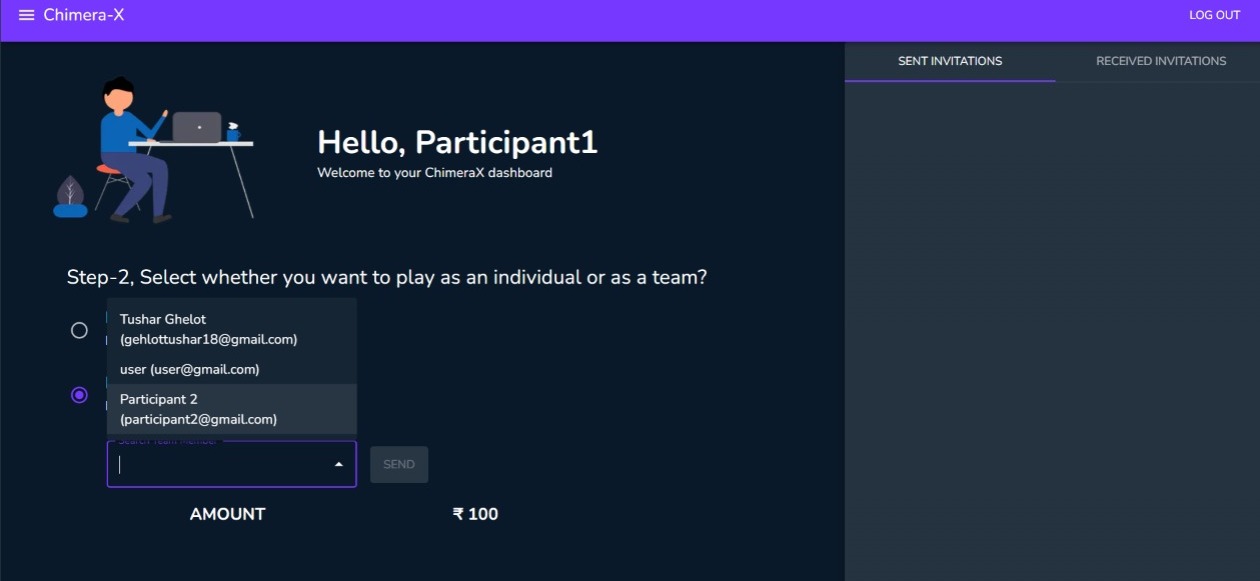 Chimera-X
LOG OUT
SENT INVITATIONS
RECEIVED INVITATIONS
Hello, Participant1
Welcome to your ChimeraX dashboard
Step-2, Select whether you want to play as an individual or as a team?
Tushar Ghelot
(gehlottushar18@gmail.com)
user (user@gmail.com)
Participant 2
(participant2@gmail.com)
Search Team Member
SEND
AMOUNT
₹ 100